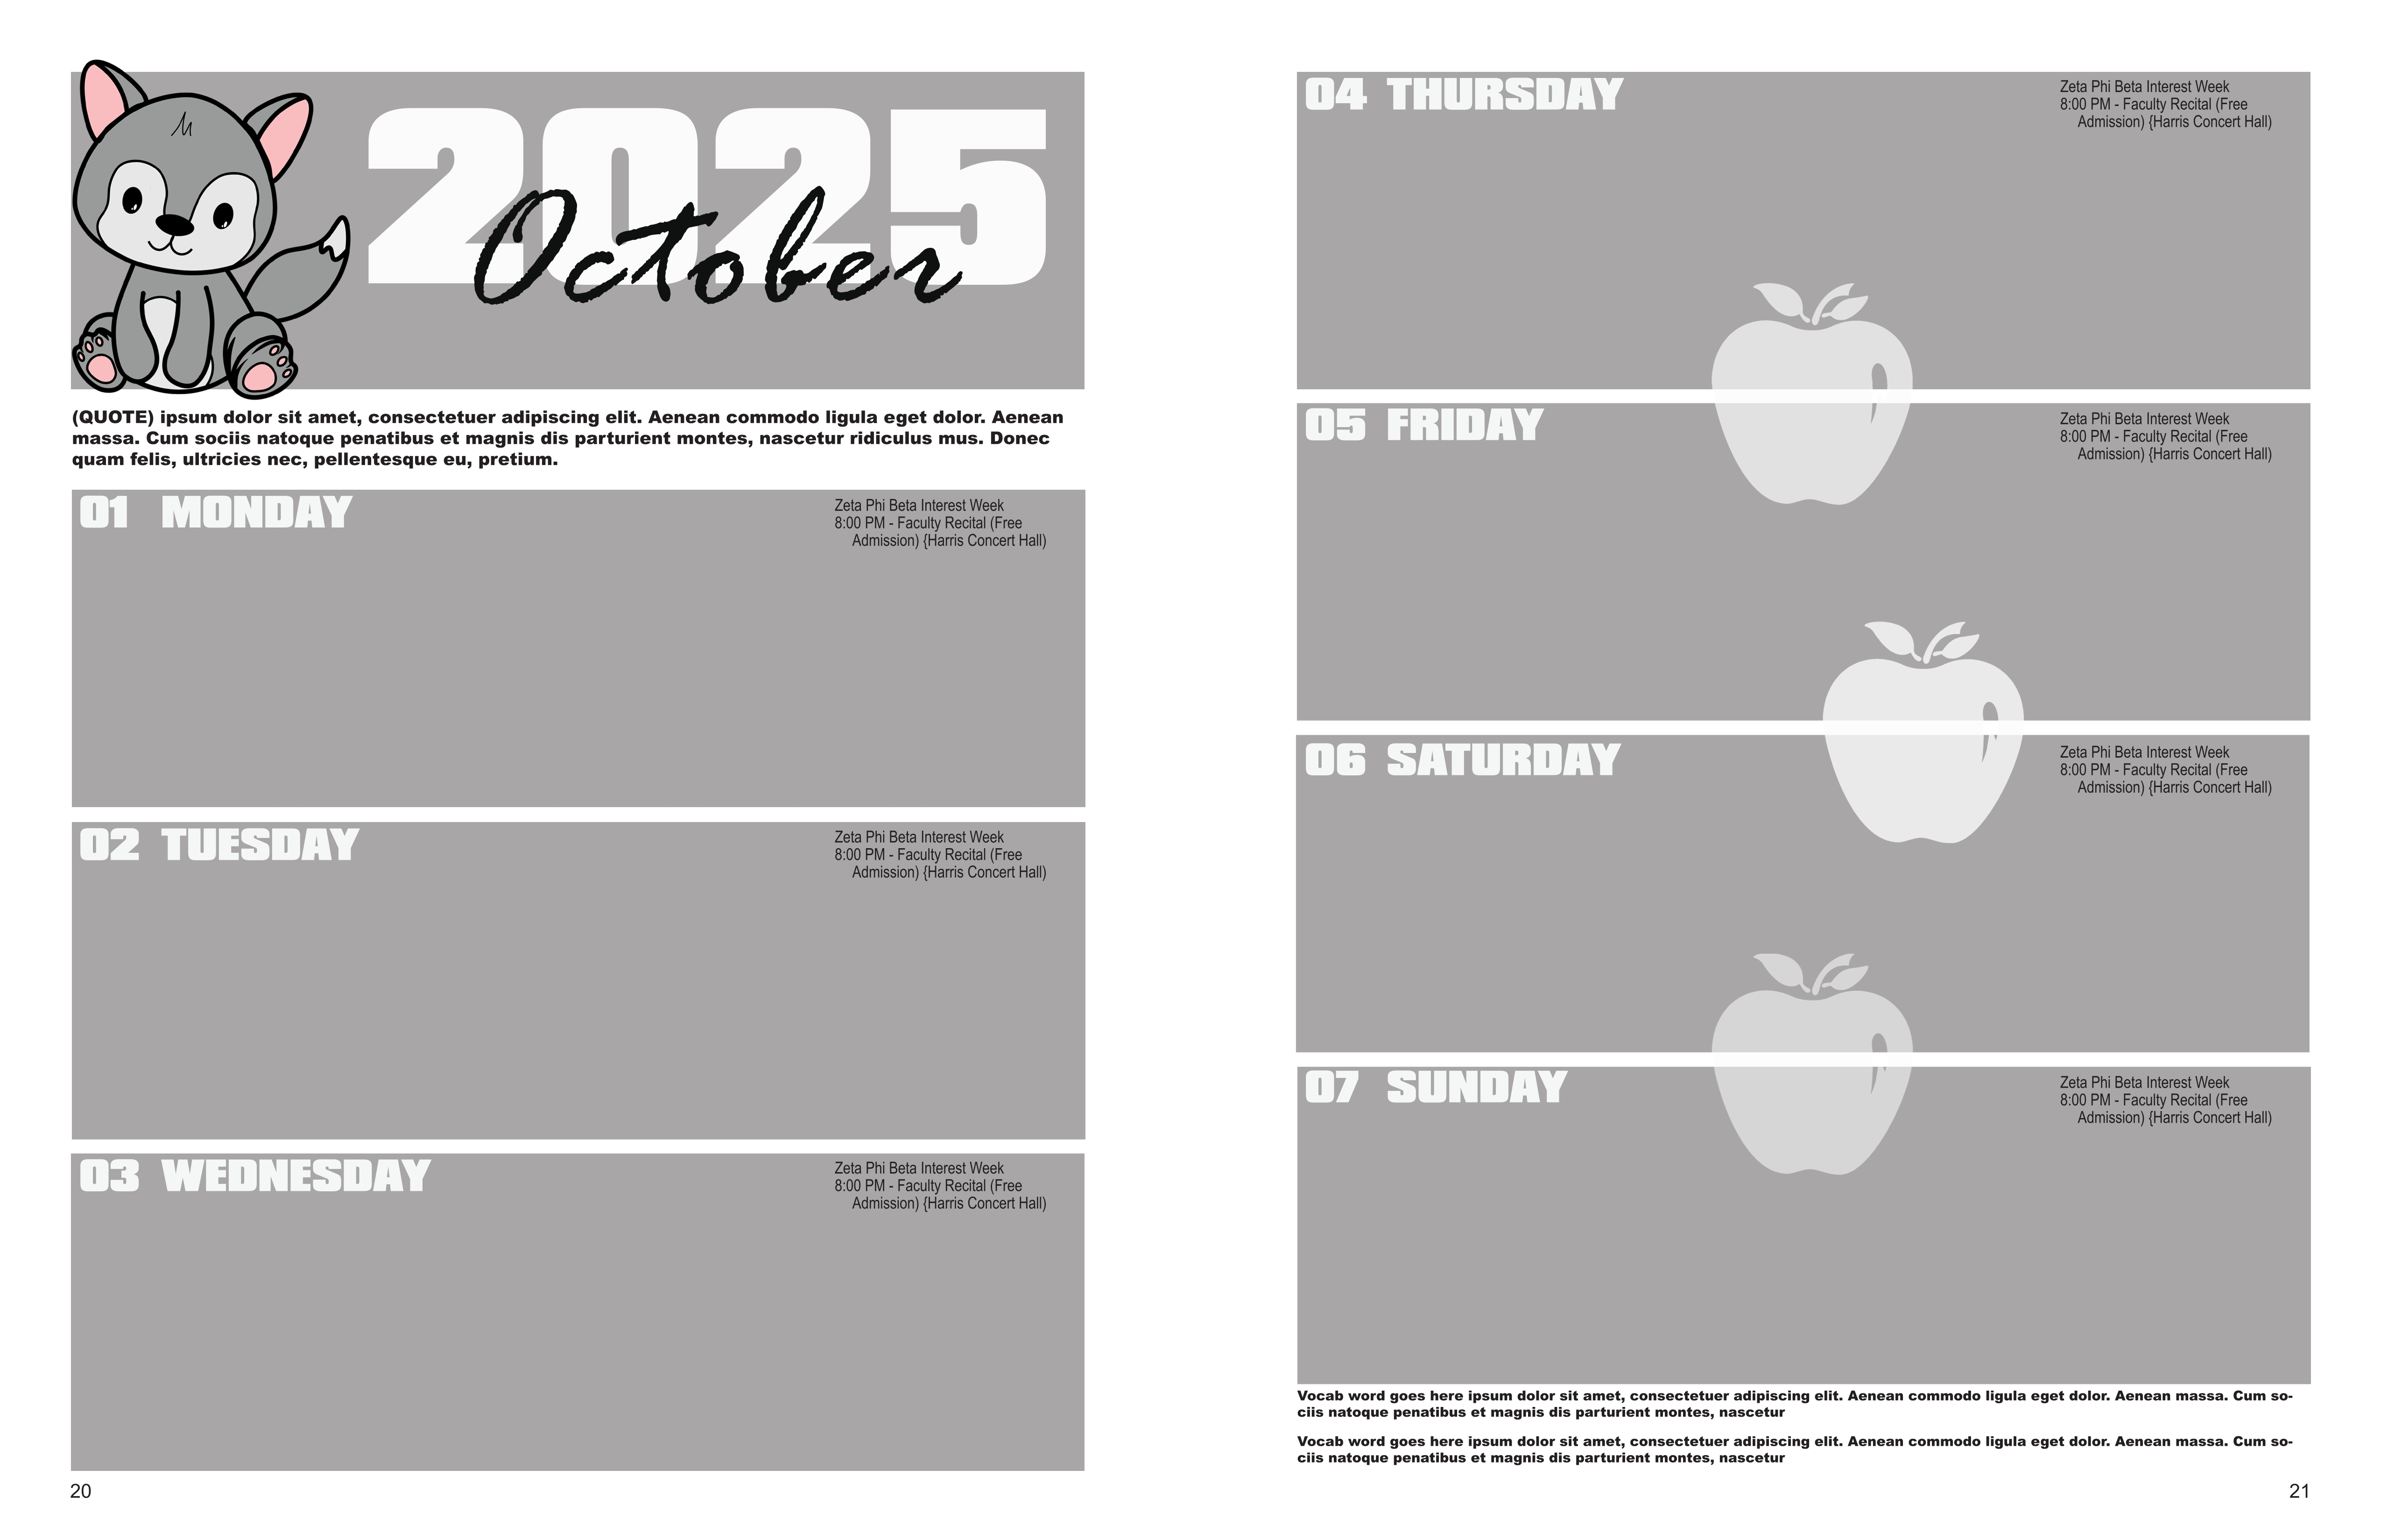 2025
October
(QUOTE) ipsum dolor sit amet, consectetuer adipiscing elit. Aenean commodo ligula eget dolor. Aenean
massa. Cum sociis natoque penatibus et magnis dis parturient montes, nascetur ridiculus mus. Donec
quam felis, ultricies nec, pellentesque eu, pretium.
01 MONDAY
Zeta Phi Beta Interest Week
8:00 PM - Faculty Recital (Free
Admission) {Harris Concert Hall)
02 TUESDAY
Zeta Phi Beta Interest Week
8:00 PM - Faculty Recital (Free
Admission) {Harris Concert Hall)
03 WEDNESDAY
Zeta Phi Beta Interest Week
8:00 PM - Faculty Recital (Free
Admission) {Harris Concert Hall)
20
04 THURSDAY
Zeta Phi Beta Interest Week
8:00 PM - Faculty Recital (Free
Admission) {Harris Concert Hall)
05 FRIDAY
Zeta Phi Beta Interest Week
8:00 PM - Faculty Recital (Free
Admission) {Harris Concert Hall)
06 SATURDAY
Zeta Phi Beta Interest Week
8:00 PM - Faculty Recital (Free
Admission) {Harris Concert Hall)
07 SUNDAY
Zeta Phi Beta Interest Week
8:00 PM - Faculty Recital (Free
Admission) {Harris Concert Hall)
Vocab word goes here ipsum dolor sit amet, consectetuer adipiscing elit. Aenean commodo ligula eget dolor. Aenean massa. Cum so-
ciis natoque penatibus et magnis dis parturient montes, nascetur
Vocab word goes here ipsum dolor sit amet, consectetuer adipiscing elit. Aenean commodo ligula eget dolor. Aenean massa. Cum so-
ciis natoque penatibus et magnis dis parturient montes, nascetur
21